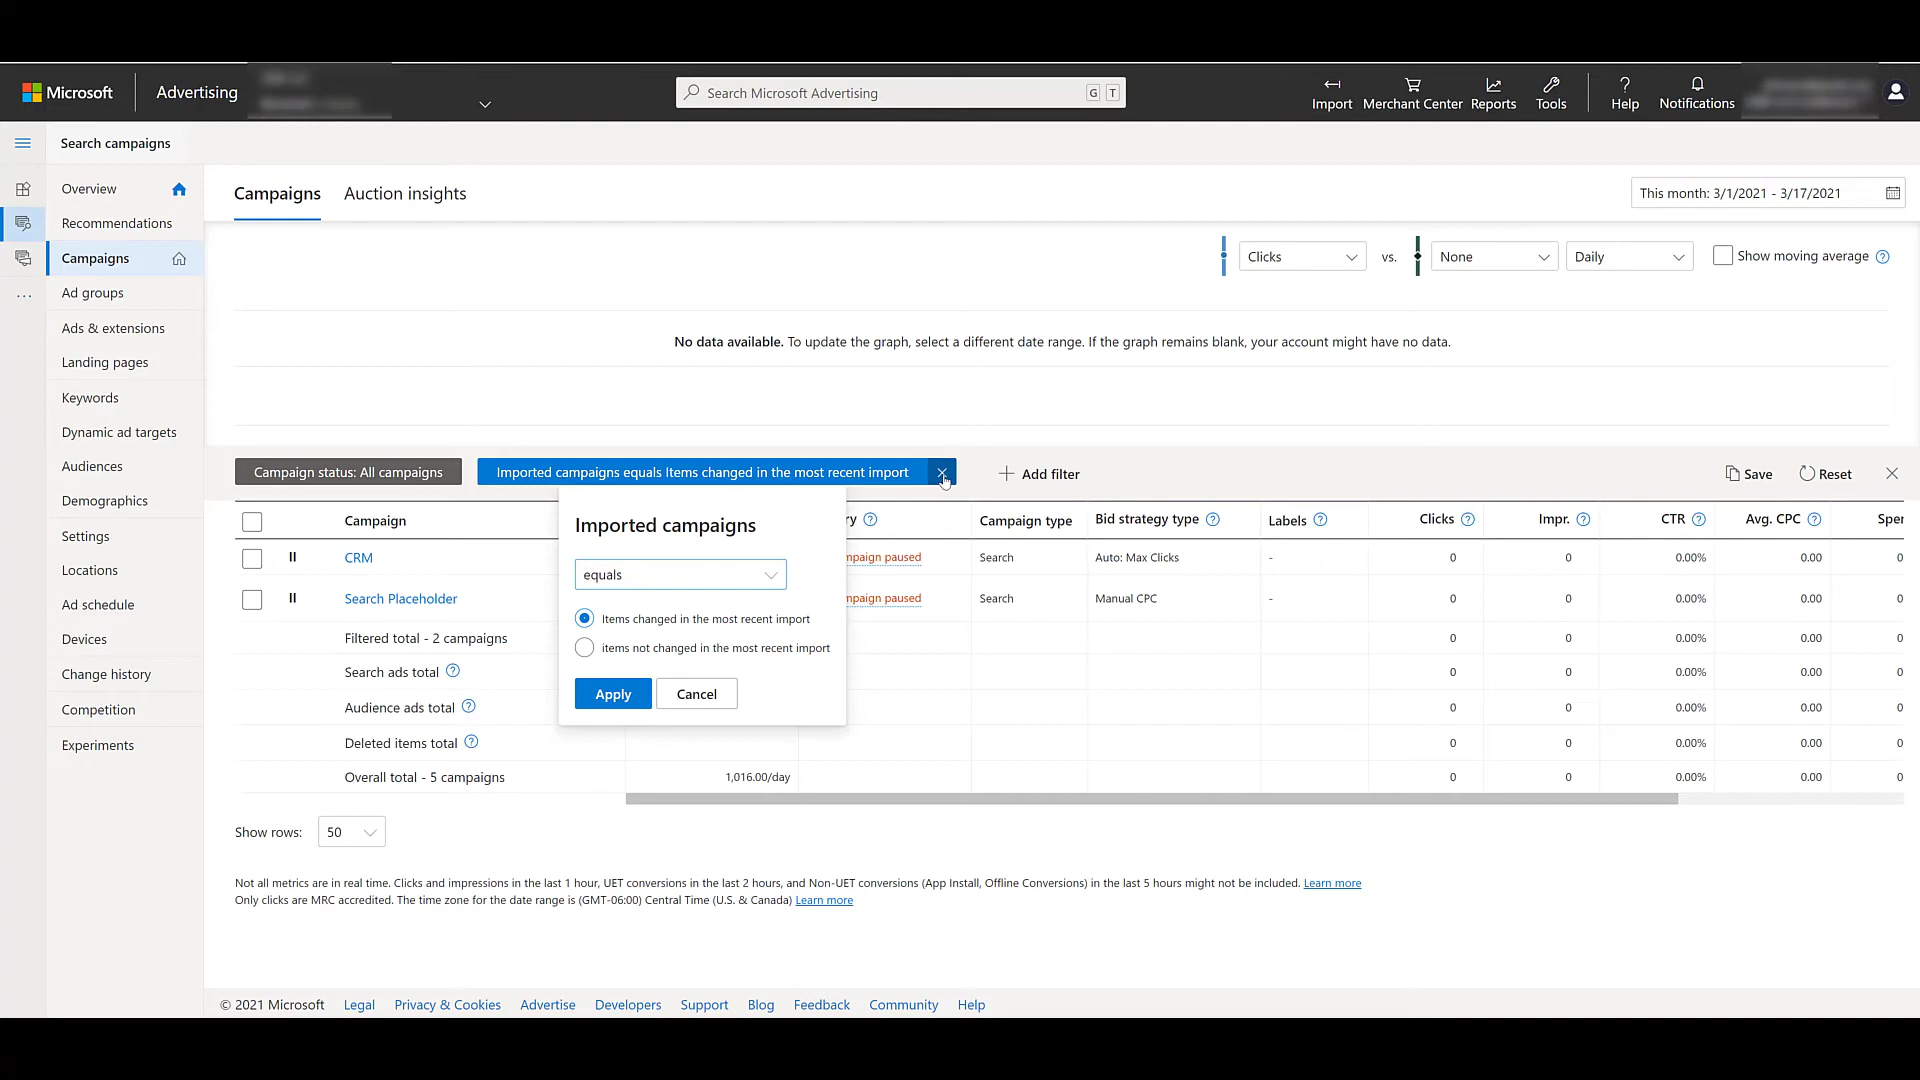 Microsoft
Advertising
Search Microsoft Advertising
G T
Import
Merchant Center
Reports
Tools
Help
Notifications
Search campaigns
Overview
Recommendations
Campaigns
Ad groups
Ads & extensions
Landing pages
Keywords
Dynamic ad targets
Audiences
Demographics
Settings
Locations
Ad schedule
Devices
Change history
Competition
Experiments
Campaigns
Auction insights
This month: 3/1/2021 - 3/17/2021
Clicks
vs.
None
Daily
Show moving average
No data available. To update the graph, select a different date range. If the graph remains blank, your account might have no data.
Campaign status: All campaigns
Imported campaigns equals Items changed in the most recent import
Add filter
Save
Reset
Imported campaigns
equals
Items changed in the most recent import
items not changed in the most recent import
Apply
Cancel
Campaign ry Campaign type Bid strategy type Labels Clicks Impr. CTR Avg. CPC Sper
CRM mpaign paused Search Auto: Max Clicks - 0 0 0.00% 0.00 0
Search Placeholder mpaign paused Search Manual CPC - 0 0 0.00% 0.00 0
Filtered total - 2 campaigns 0 0 0.00% 0.00 0
Search ads total 0 0 0.00% 0.00 0
Audience ads total 0 0 0.00% 0.00 0
Deleted items total 0 0 0.00% 0.00 0
Overall total - 5 campaigns 1,016.00/day 0 0 0.00% 0.00 0
Show rows: 50
Not all metrics are in real time. Clicks and impressions in the last 1 hour, UET conversions in the last 2 hours, and Non-UET conversions (App Install, Offline Conversions) in the last 5 hours might not be included. Learn more
Only clicks are MRC accredited. The time zone for the date range is (GMT-06:00) Central Time (U.S. & Canada) Learn more
© 2021 Microsoft Legal Privacy & Cookies Advertise Developers Support Blog Feedback Community Help